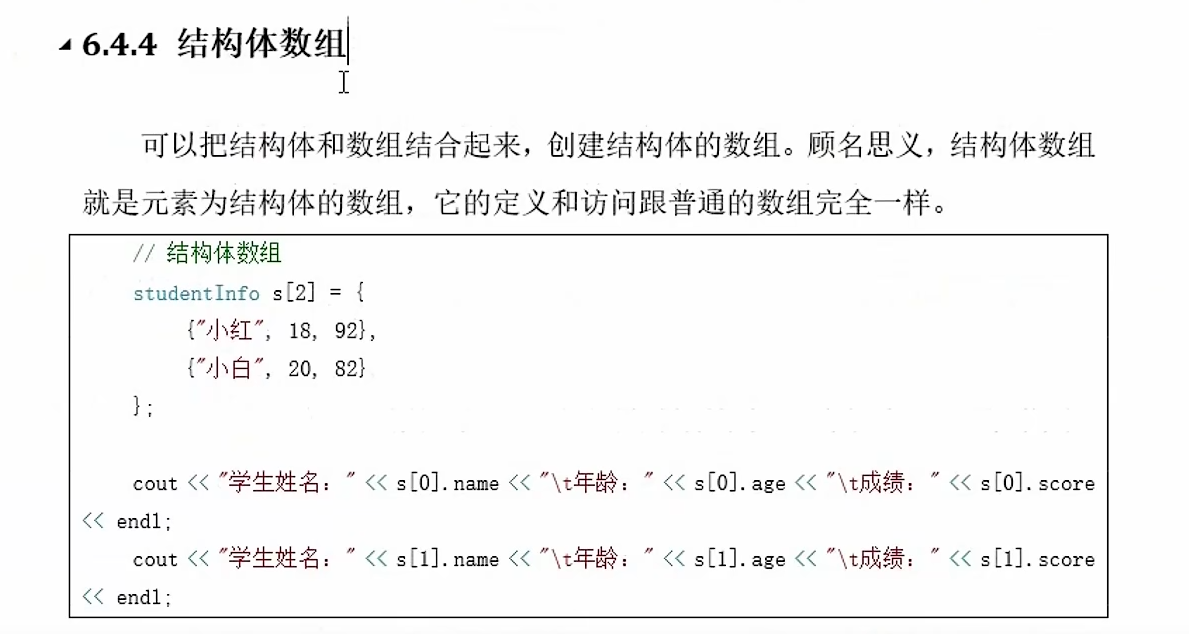 6.4.4 结构体数组
可以把结构体和数组结合起来，创建结构体的数组。顾名思义，结构体数组
就是元素为结构体的数组，它的定义和访问跟普通的数组完全一样。
// 结构体数组
studentInfo s[2] = {
{"小红", 18, 92},
{"小白", 20, 82}
};
cout << "学生姓名：" << s[0].name << "\t年龄：" << s[0].age << "\t成绩：" << s[0].score
<< endl;
cout << "学生姓名：" << s[1].name << "\t年龄：" << s[1].age << "\t成绩：" << s[1].score
<< endl;